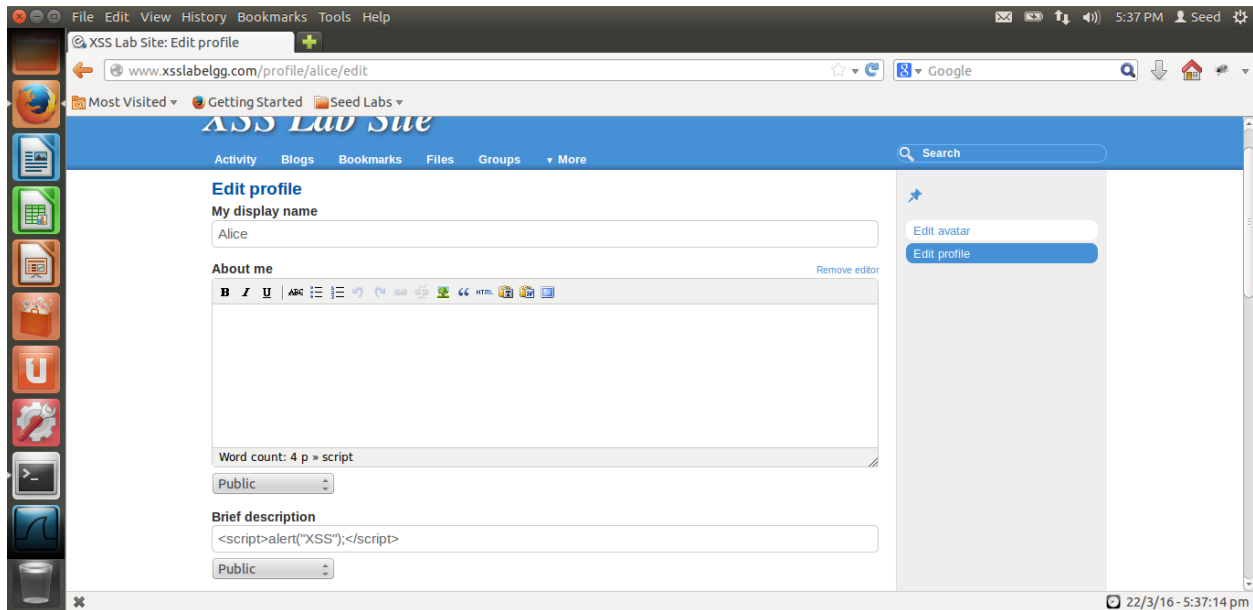 File Edit View History Bookmarks Tools Help 5:37 PM Seed
XSS Lab Site: Edit profile
www.xsslabelgg.com/profile/alice/edit Google
Most Visited Getting Started Seed Labs
XSS Lab Site
Activity Blogs Bookmarks Files Groups More Search
Edit profile
My display name
Alice
Edit avatar
Edit profile
About me Remove editor
B I U ABC HTML
Word count: 4 p » script
Public
Brief description
<script>alert("XSS");</script>
Public
22/3/16 - 5:37:14 pm